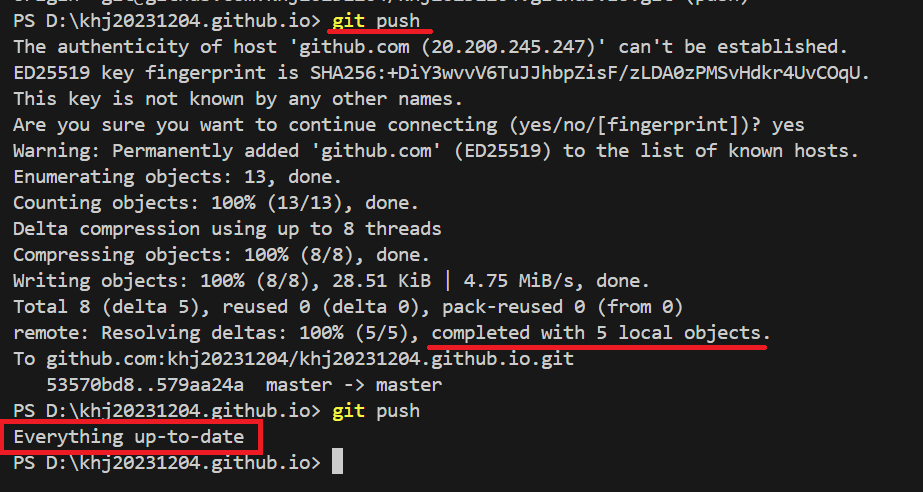 PS D:\khj20231204.github.io> git push
The authenticity of host 'github.com (20.200.245.247)' can't be established.
ED25519 key fingerprint is SHA256:+DiY3wvvV6TuJJhbpZisF/zLDA0zPMSvHdkr4UvCOqU.
This key is not known by any other names.
Are you sure you want to continue connecting (yes/no/[fingerprint])? yes
Warning: Permanently added 'github.com' (ED25519) to the list of known hosts.
Enumerating objects: 13, done.
Counting objects: 100% (13/13), done.
Delta compression using up to 8 threads
Compressing objects: 100% (8/8), done.
Writing objects: 100% (8/8), 28.51 KiB | 4.75 MiB/s, done.
Total 8 (delta 5), reused 0 (delta 0), pack-reused 0 (from 0)
remote: Resolving deltas: 100% (5/5), completed with 5 local objects.
To github.com:khj20231204/khj20231204.github.io.git
   53570bd8..579aa24a  master -> master
PS D:\khj20231204.github.io> git push
Everything up-to-date
PS D:\khj20231204.github.io>